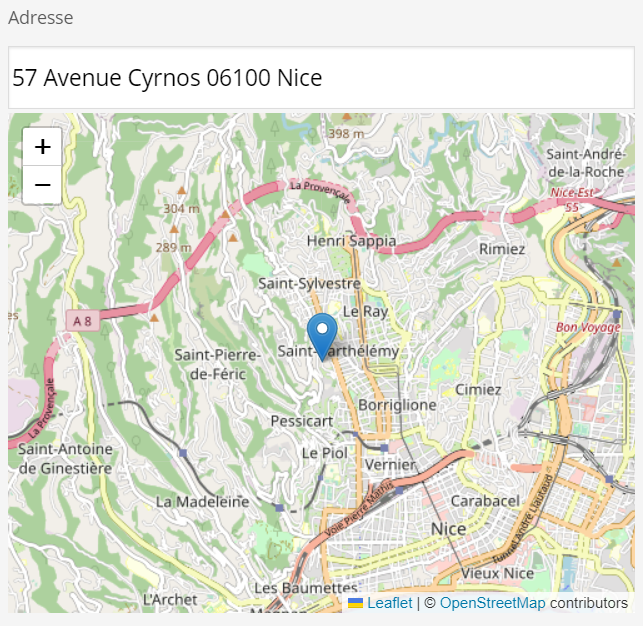 Adresse
57 Avenue Cyrnos 06100 Nice
+
−
398 m
Saint-André-
de-la-Roche
La Provençale
Nice-Est
55
304 m
289 m
Henri Sappia
Rimiez
Saint-Sylvestre
Le Ray
A 8
Bon Voyage
Saint-Barthélémy
Saint-Pierre-
de-Féric
Cimiez
La Provençale
Borriglione
Pessicart
Saint-Antoine
de Ginestière
Le Piol
Vernier
La Madeleine
Voie Pierre Mathis
Carabacel
Tunnel André Liautaud
Nice
Vieux Nice
Les Baumettes
L'Archet
Leaflet | © OpenStreetMap contributors